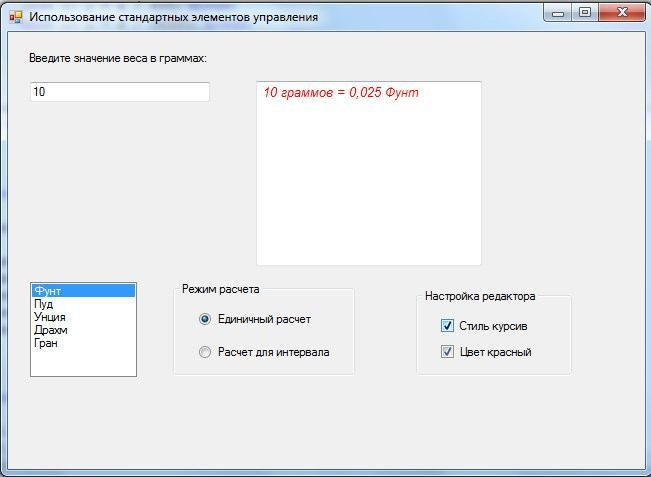 Использование стандартных элементов управления
Введите значение веса в граммах:
10
10 граммов = 0,025 Фунт
Фунт
Пуд
Унция
Драхм
Гран
Режим расчета
Единичный расчет
Расчет для интервала
Настройка редактора
Стиль курсив
Цвет красный